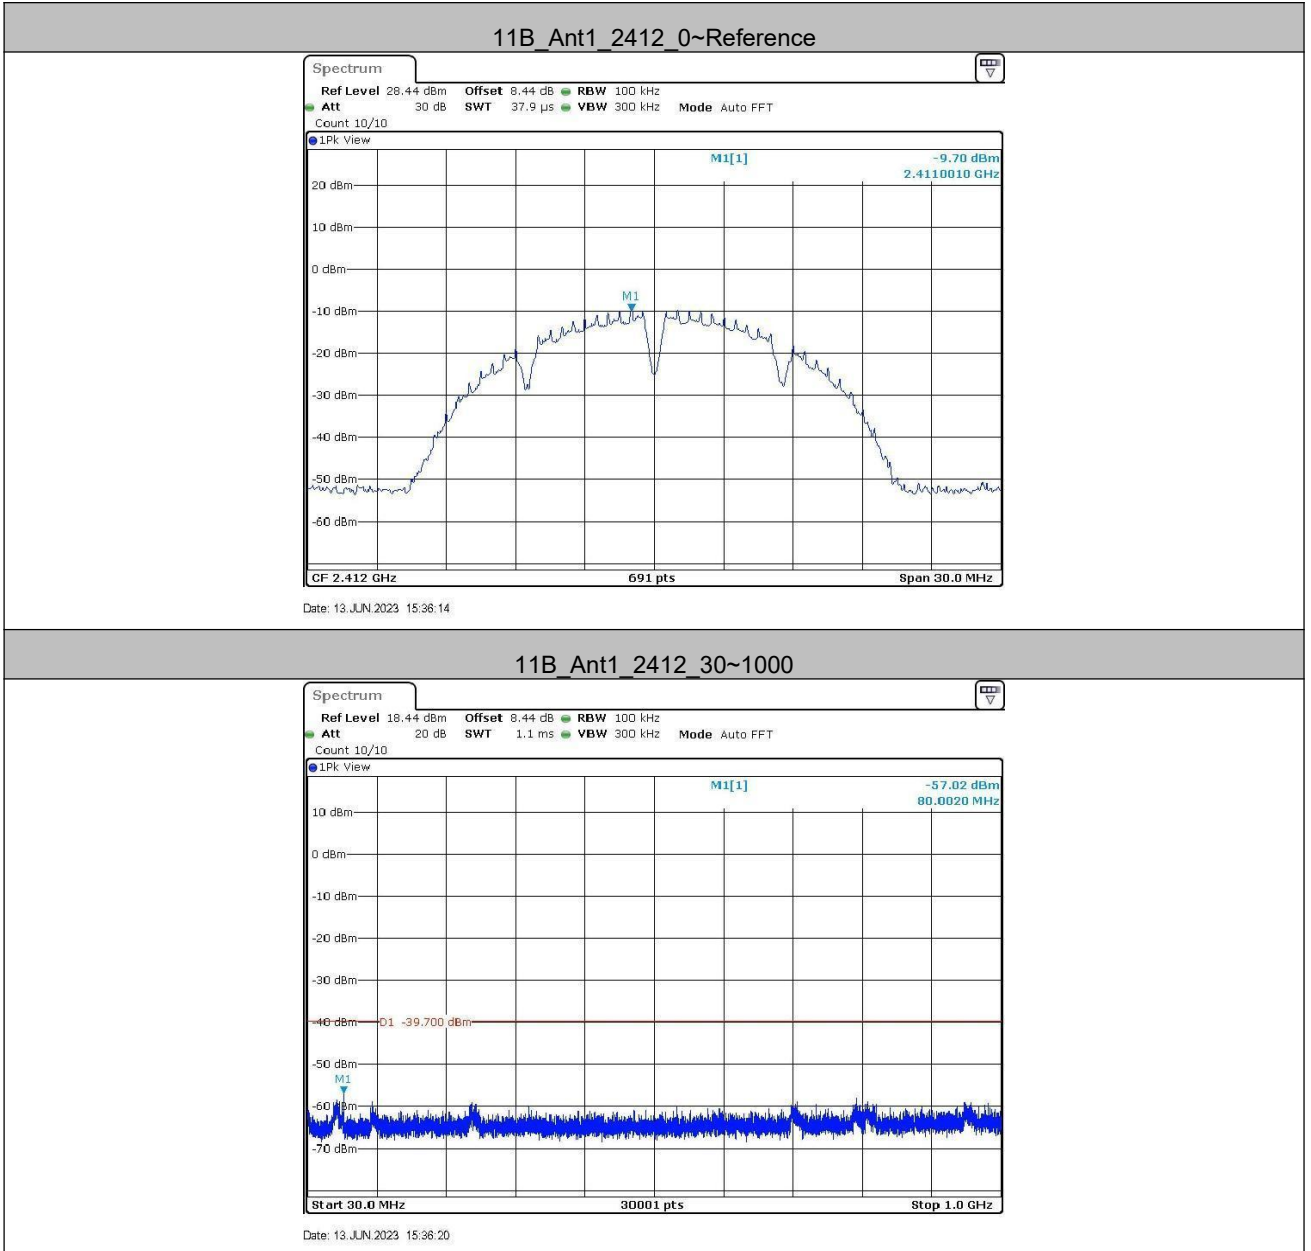 11B_Ant1_2412_0~Reference
Spectrum
Ref Level 28.44 dBm Offset 8.44 dB RBW 100 kHz
Att 30 dB SWT 37.9 µs VBW 300 kHz Mode Auto FFT
Count 10/10
1Pk View
M1[1] -9.70 dBm
2.4110010 GHz
20 dBm
10 dBm
0 dBm
M1
-10 dBm
-20 dBm
-30 dBm
-40 dBm
-50 dBm
-60 dBm
CF 2.412 GHz 691 pts Span 30.0 MHz
Date: 13.JUN.2023 15:36:14
11B_Ant1_2412_30~1000
Spectrum
Ref Level 18.44 dBm Offset 8.44 dB RBW 100 kHz
Att 20 dB SWT 1.1 ms VBW 300 kHz Mode Auto FFT
Count 10/10
1Pk View
M1[1] -57.02 dBm
80.0020 MHz
10 dBm
0 dBm
-10 dBm
-20 dBm
-30 dBm
-40 dBm D1 -39.700 dBm
-50 dBm
M1
-60 dBm
-70 dBm
Start 30.0 MHz 30001 pts Stop 1.0 GHz
Date: 13.JUN.2023 15:36:20